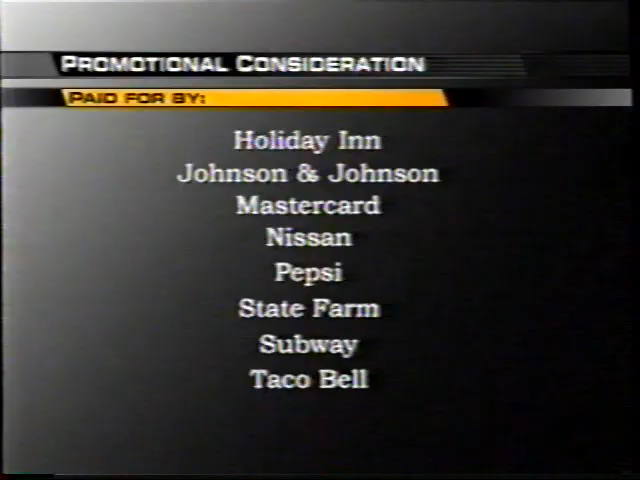 PROMOTIONAL CONSIDERATION
PAID FOR BY:
Holiday Inn
Johnson & Johnson
Mastercard
Nissan
Pepsi
State Farm
Subway
Taco Bell